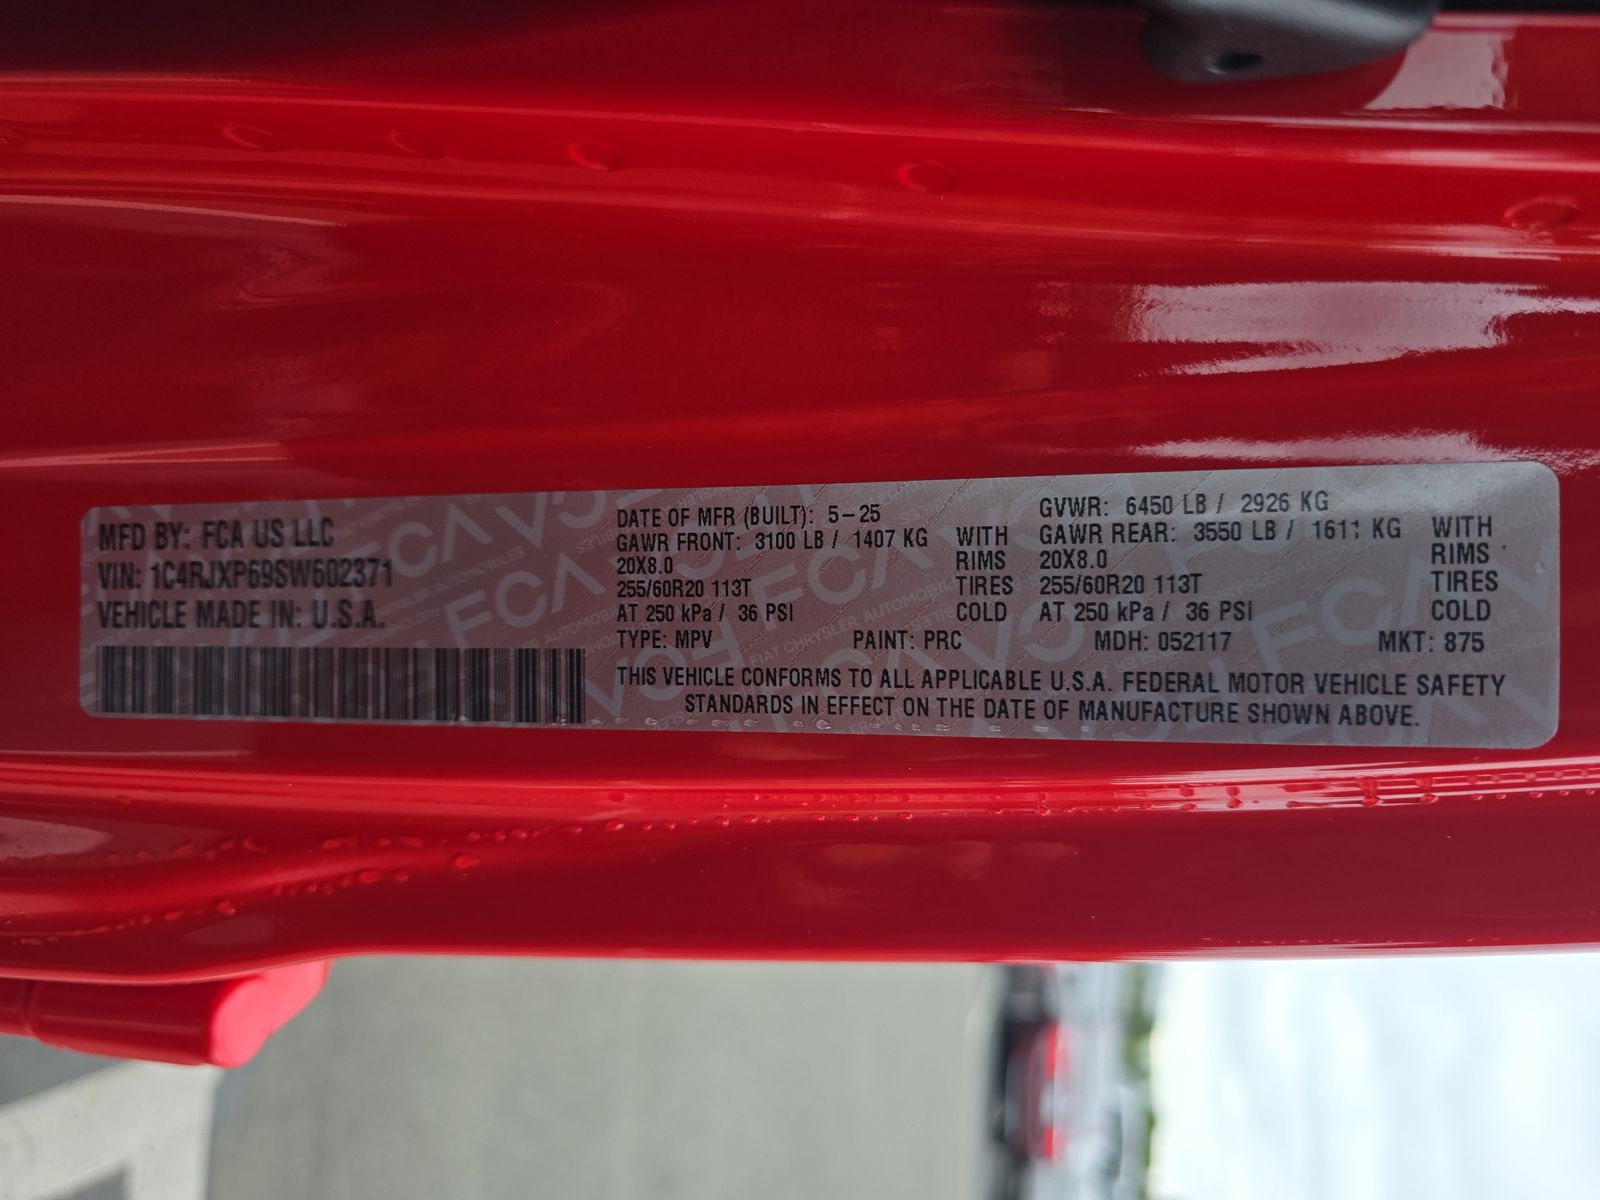 MFD BY: FCA US LLC
VIN: 1C4RJXP69SW602371
VEHICLE MADE IN: U.S.A.
DATE OF MFR (BUILT): 5-25
GAWR FRONT: 3100 LB / 1407 KG WITH
20X8.0 RIMS
255/60R20 113T TIRES
AT 250 kPa / 36 PSI COLD
GVWR: 6450 LB / 2926 KG
GAWR REAR: 3550 LB / 1611 KG WITH
20X8.0 RIMS
255/60R20 113T TIRES
AT 250 kPa / 36 PSI COLD
TYPE: MPV PAINT: PRC MDH: 052117 MKT: 875
THIS VEHICLE CONFORMS TO ALL APPLICABLE U.S.A. FEDERAL MOTOR VEHICLE SAFETY
STANDARDS IN EFFECT ON THE DATE OF MANUFACTURE SHOWN ABOVE.